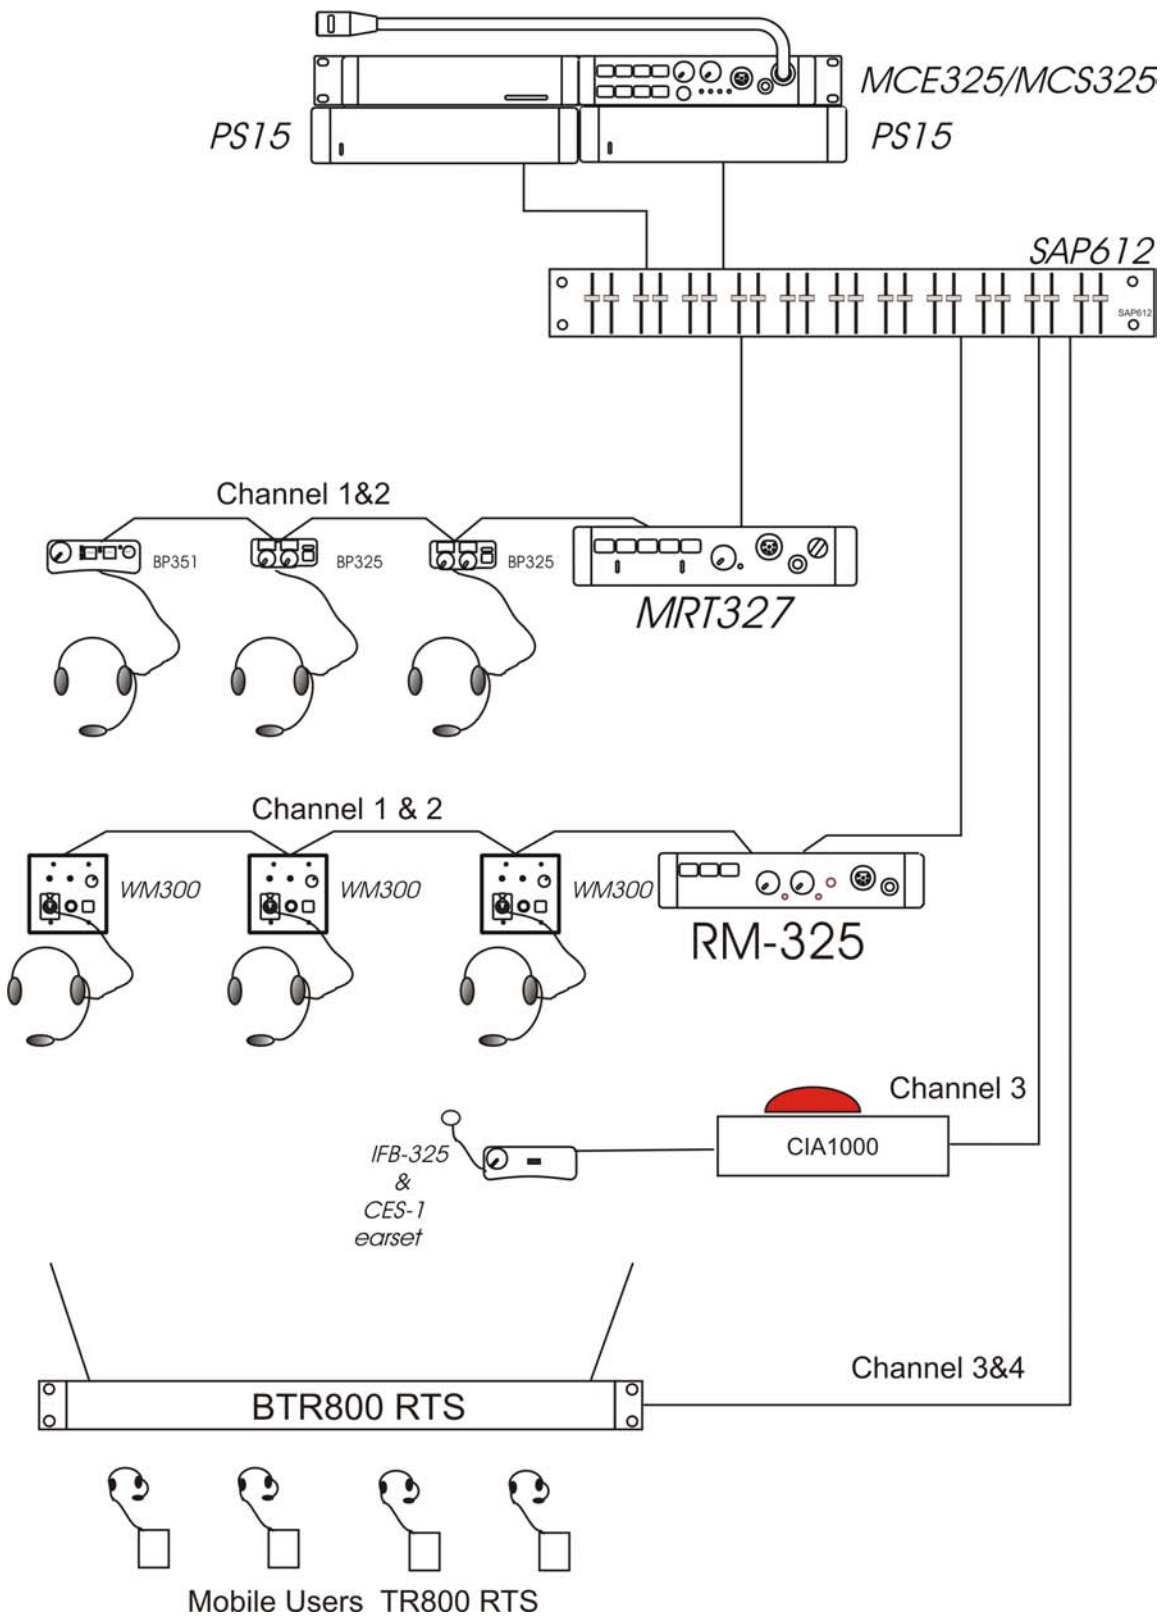 MCE325/MCS325
PS15
PS15
SAP612
SAP612
Channel 1&2
BP351
BP325
BP325
MRT327
Channel 1 & 2
WM300
WM300
WM300
RM-325
Channel 3
CIA1000
IFB-325
&
CES-1
earset
Channel 3&4
BTR800 RTS
Mobile Users TR800 RTS